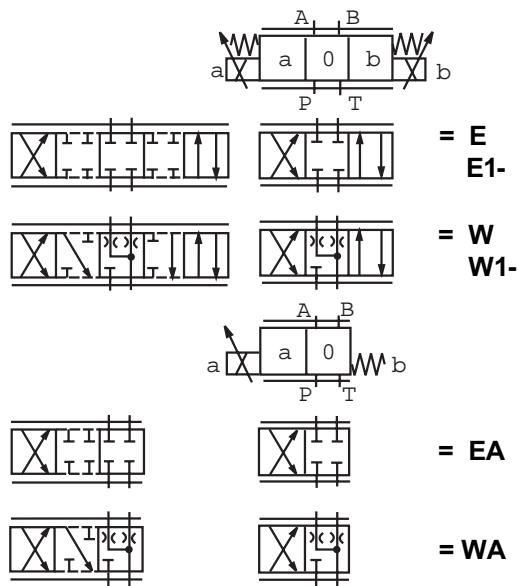 A B
a a 0 b b
P T
= E
E1-
= W
W1-
A B
a a 0 b
P T
= EA
= WA